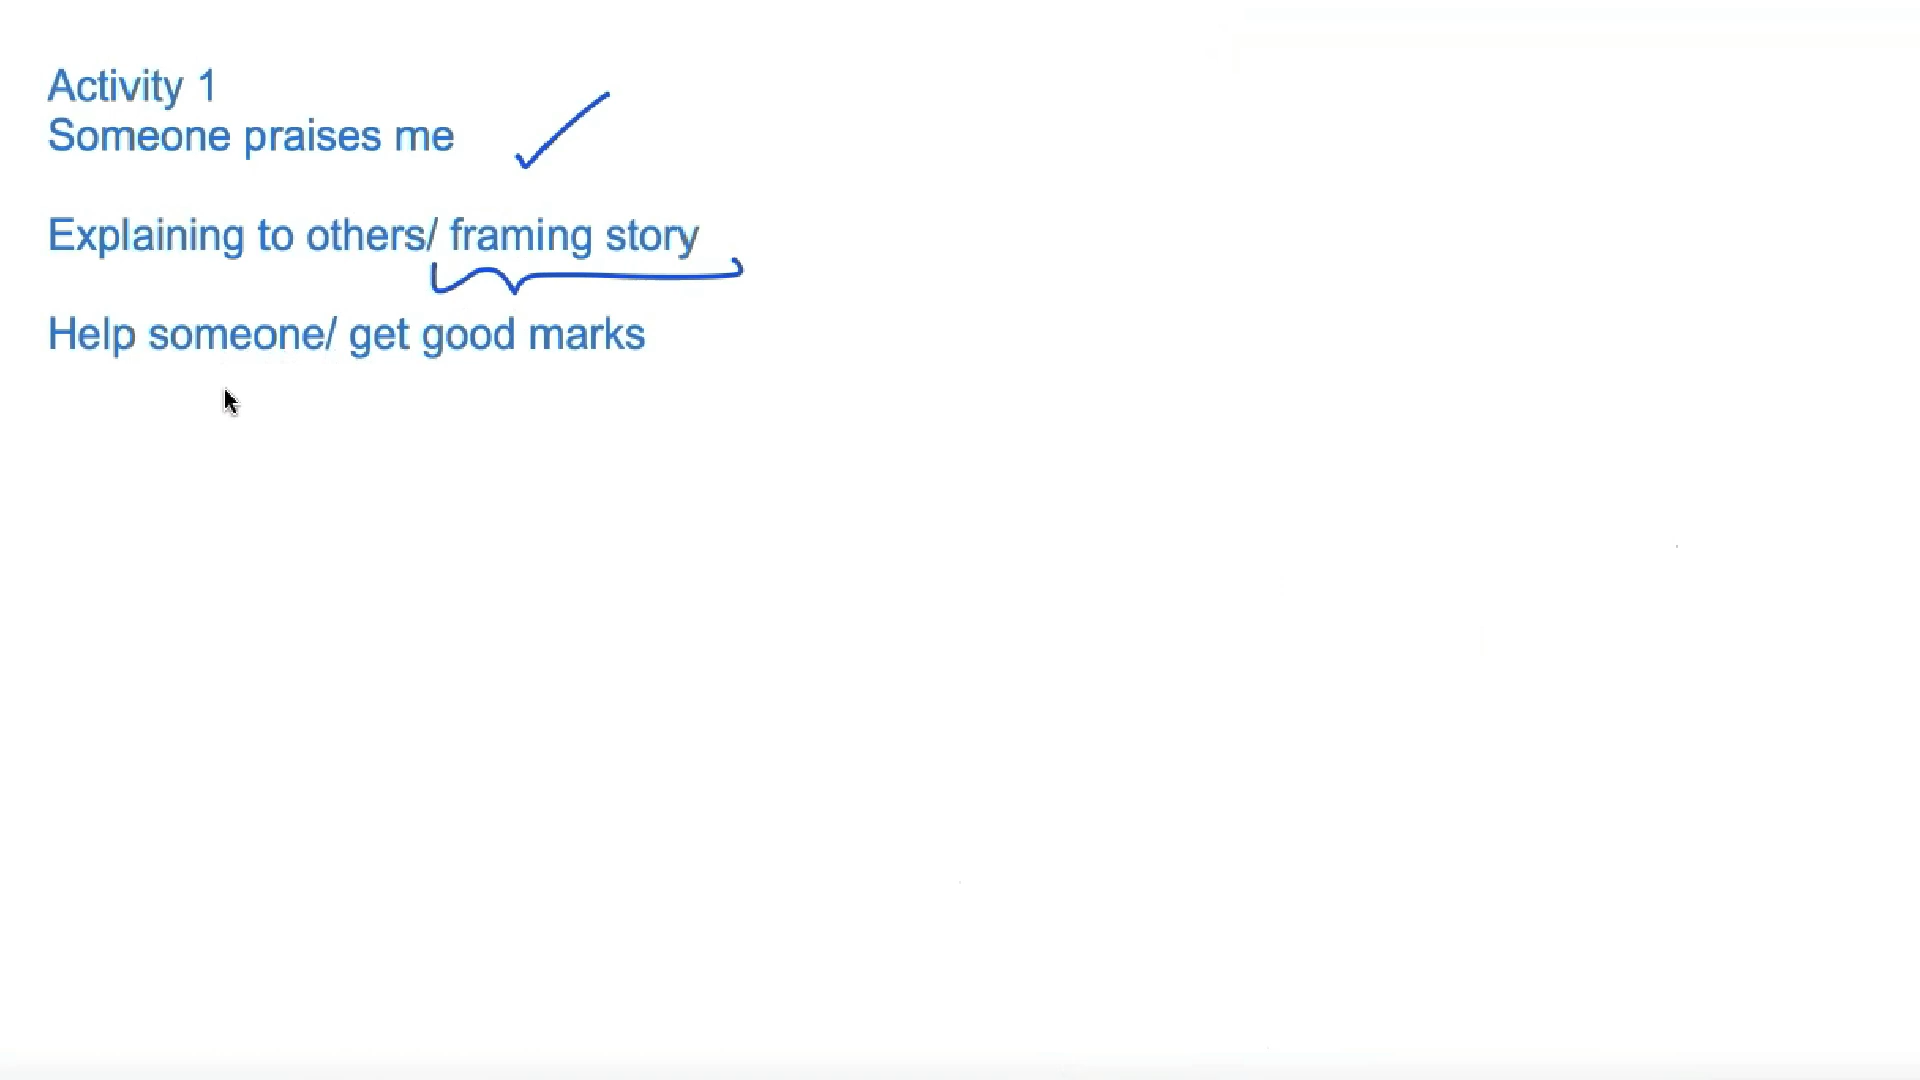 Activity 1
Someone praises me
Explaining to others/ framing story
Help someone/ get good marks